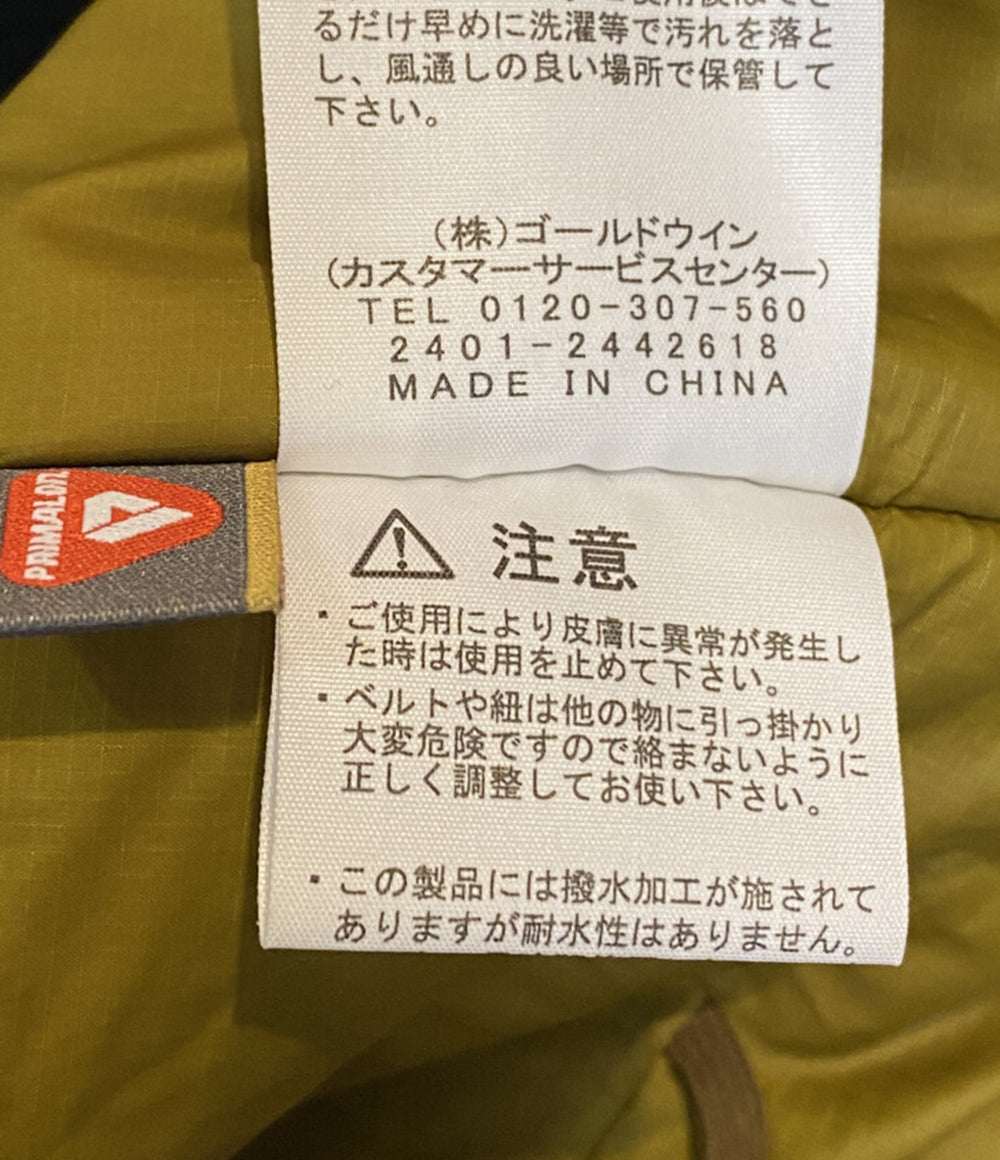 るだけ早めに洗濯等で汚れを落と
し、風通しの良い場所で保管して
下さい。
(株)ゴールドウイン
(カスタマーサービスセンター)
TEL 0120-307-560
2401-2442618
MADE IN CHINA
PRIMALOFT
注意
・ご使用により皮膚に異常が発生し
た時は使用を止めて下さい。
・ベルトや紐は他の物に引っ掛かり
大変危険ですので絡まないように
正しく調整してお使い下さい。
・この製品には撥水加工が施されて
ありますが耐水性はありません。